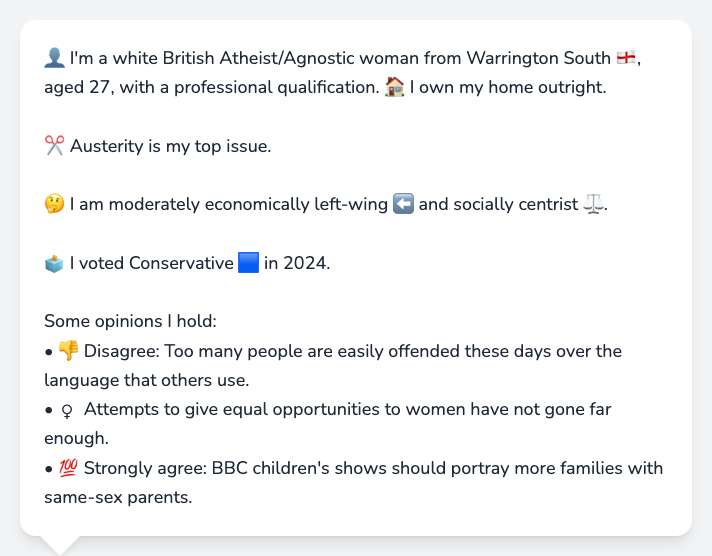 👤 I'm a white British Atheist/Agnostic woman from Warrington South 🏴󠁧󠁢󠁥󠁮󠁧󠁿,
aged 27, with a professional qualification. 🏠 I own my home outright.
✂️ Austerity is my top issue.
🤔 I am moderately economically left-wing ⬅️ and socially centrist ⚖️.
🗳️ I voted Conservative 🟦 in 2024.
Some opinions I hold:
• 👎 Disagree: Too many people are easily offended these days over the
language that others use.
• ♀ Attempts to give equal opportunities to women have not gone far
enough.
• 💯 Strongly agree: BBC children's shows should portray more families with
same-sex parents.